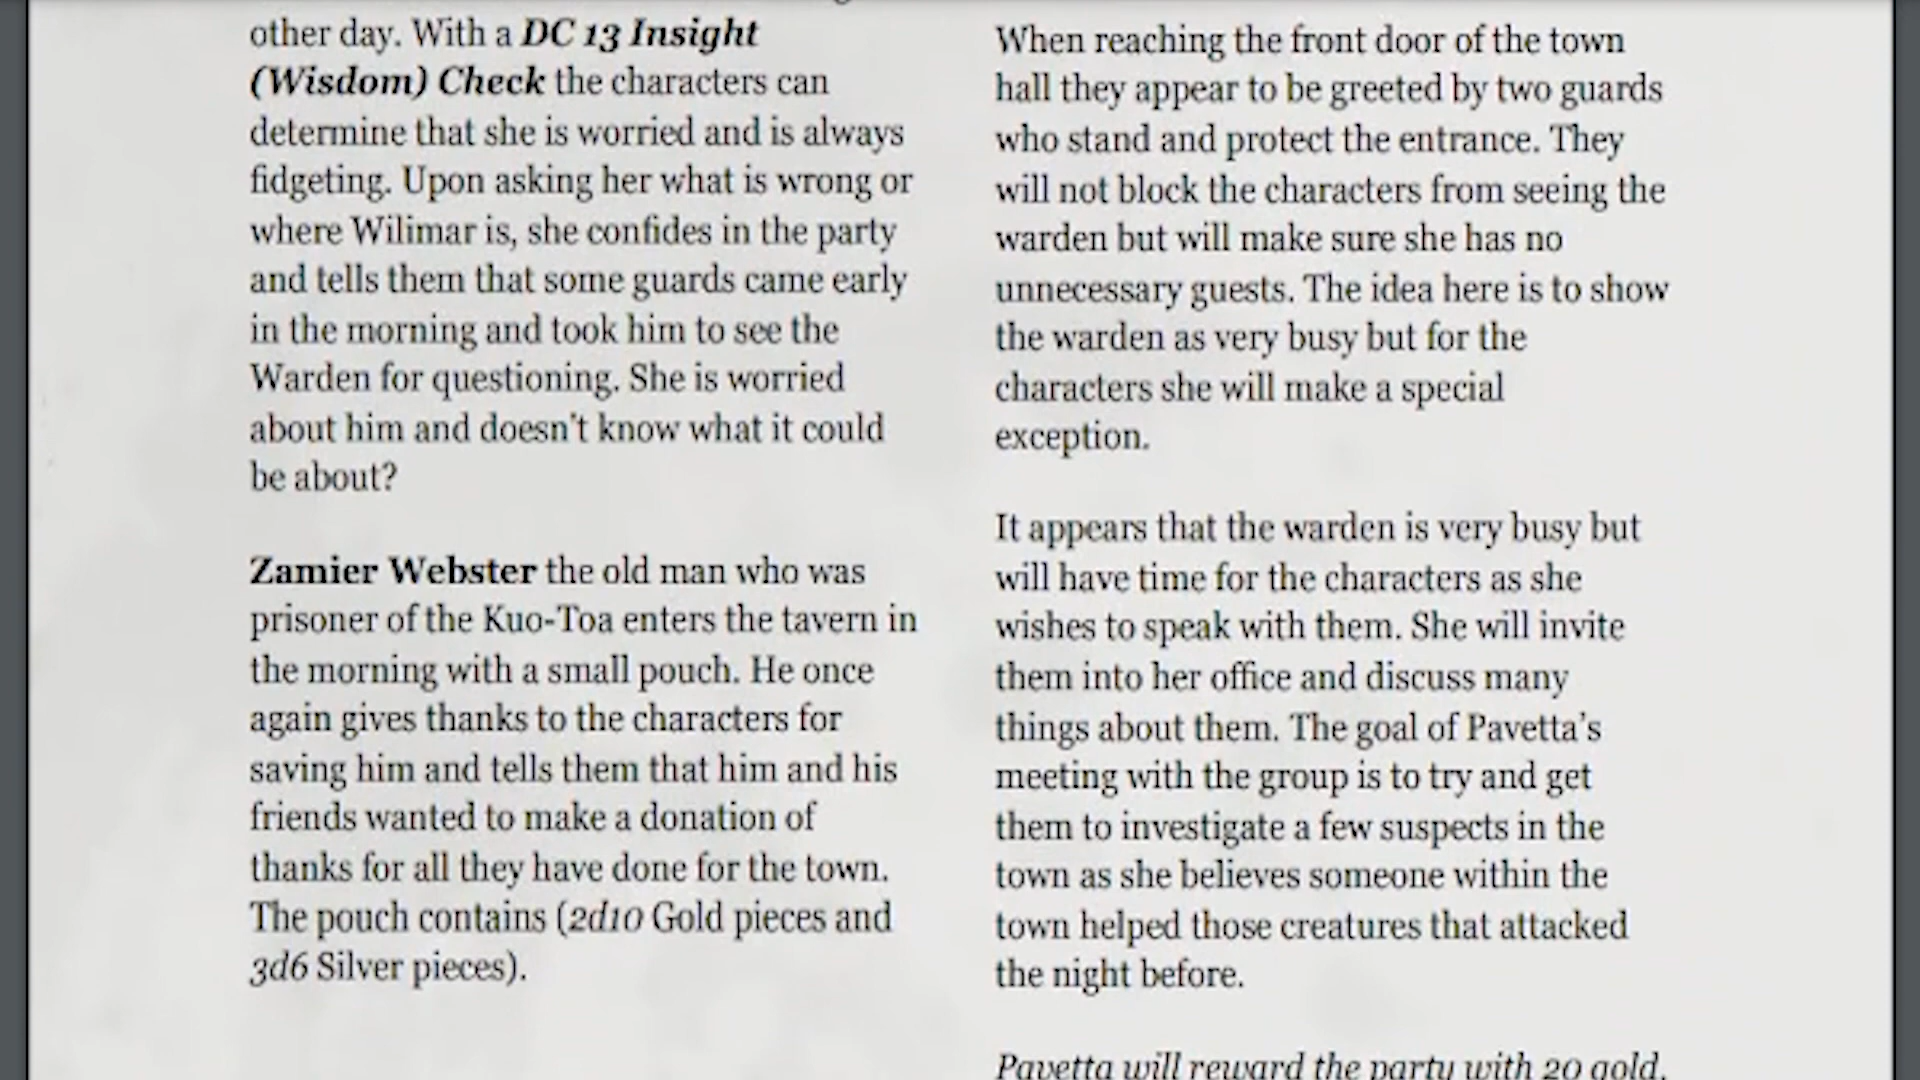 other day. With a DC 13 Insight
(Wisdom) Check the characters can
determine that she is worried and is always
fidgeting. Upon asking her what is wrong or
where Wilimar is, she confides in the party
and tells them that some guards came early
in the morning and took him to see the
Warden for questioning. She is worried
about him and doesn't know what it could
be about?
Zamier Webster the old man who was
prisoner of the Kuo-Toa enters the tavern in
the morning with a small pouch. He once
again gives thanks to the characters for
saving him and tells them that him and his
friends wanted to make a donation of
thanks for all they have done for the town.
The pouch contains (2d10 Gold pieces and
3d6 Silver pieces).
When reaching the front door of the town
hall they appear to be greeted by two guards
who stand and protect the entrance. They
will not block the characters from seeing the
warden but will make sure she has no
unnecessary guests. The idea here is to show
the warden as very busy but for the
characters she will make a special
exception.
It appears that the warden is very busy but
will have time for the characters as she
wishes to speak with them. She will invite
them into her office and discuss many
things about them. The goal of Pavetta’s
meeting with the group is to try and get
them to investigate a few suspects in the
town as she believes someone within the
town helped those creatures that attacked
the night before.
Pavetta will reward the party with 20 gold.